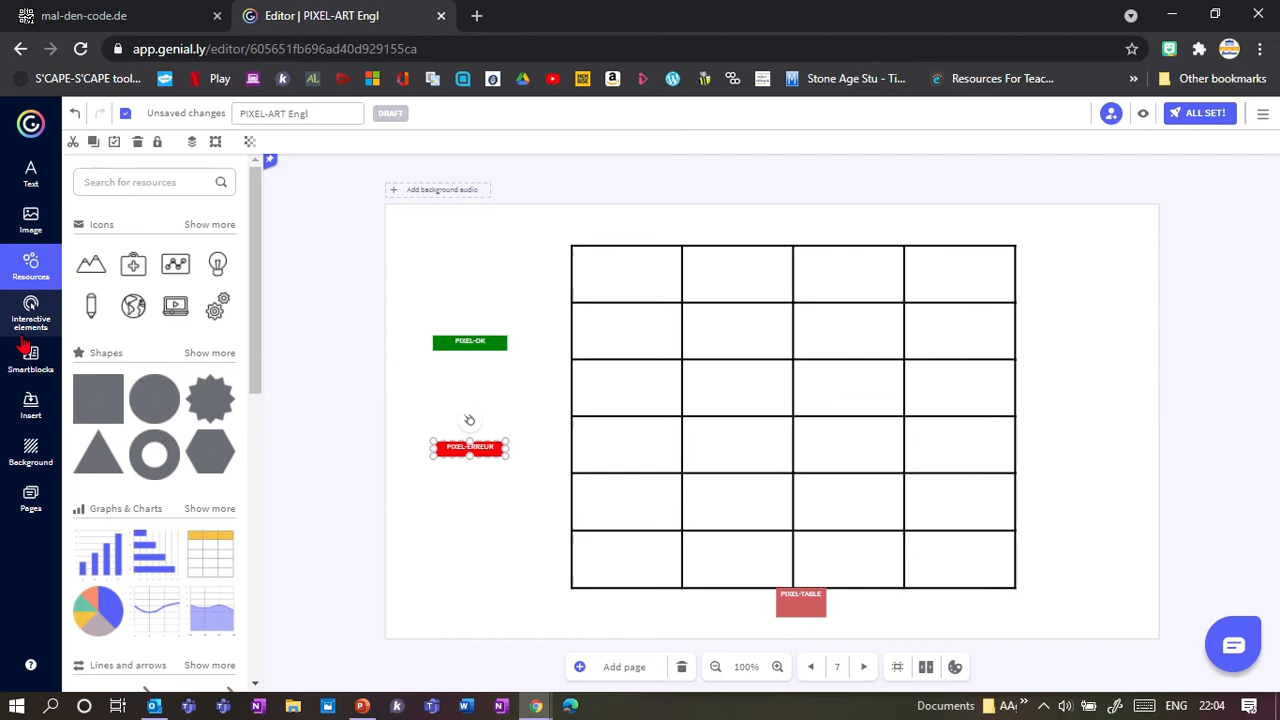 mal-den-code.de
Editor | PIXEL-ART Engl
app.genial.ly/editor/605651fb696ad40d929155ca
S'CAPE-S'CAPE tool...
Play
Stone Age Stu - Ti...
Resources For Teac...
Other bookmarks
Unsaved changes
PIXEL-ART Engl
DRAFT
ALL SET!
Text
Image
Resources
Interactive
elements
Smartblocks
Insert
Background
Pages
Search for resources
Icons
Show more
Shapes
Show more
Graphs & Charts
Show more
Lines and arrows
Show more
Add background audio
PIXEL-OK
PIXEL-ERREUR
PIXEL-TABLE
Add page
100%
7
Documents
ENG
22:04